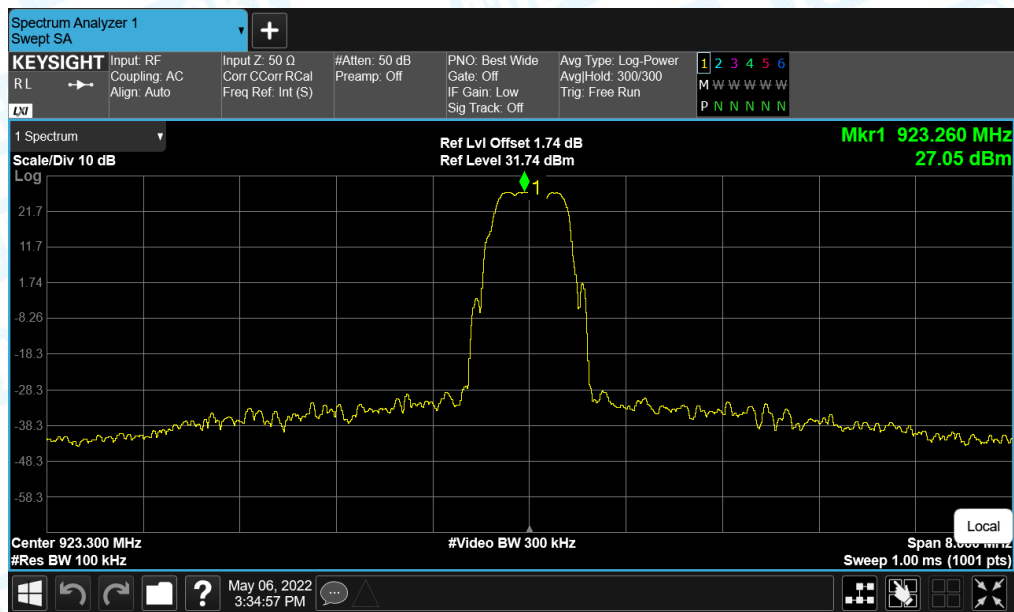 Spectrum Analyzer 1
Swept SA
+
KEYSIGHT
R L
LXI
Input: RF
Coupling: AC
Align: Auto
Input Z: 50 Ω
Corr CCorr RCal
Freq Ref: Int (S)
#Atten: 50 dB
Preamp: Off
PNO: Best Wide
Gate: Off
IF Gain: Low
Sig Track: Off
Avg Type: Log-Power
Avg|Hold: 300/300
Trig: Free Run
1 2 3 4 5 6
M W W W W W
P N N N N N
1 Spectrum
Scale/Div 10 dB
Log
Ref Lvl Offset 1.74 dB
Ref Level 31.74 dBm
Mkr1 923.260 MHz
27.05 dBm
1
21.7
11.7
1.74
-8.26
-18.3
-28.3
-38.3
-48.3
-58.3
Local
Center 923.300 MHz
#Res BW 100 kHz
#Video BW 300 kHz
Span
Sweep 1.00 ms (1001 pts)
?
May 06, 2022
3:34:57 PM